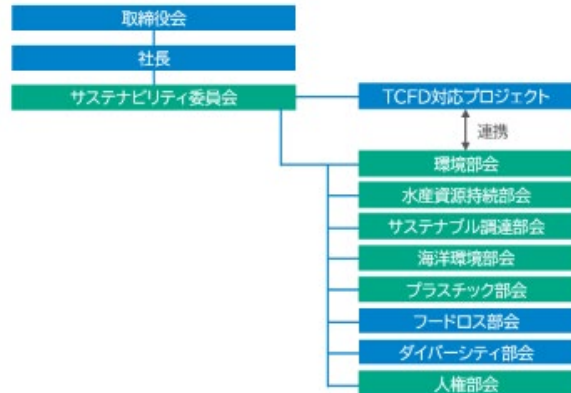 取締役会
社長
サステナビリティ委員会
TCFD対応プロジェクト
連携
環境部会
水産資源持続部会
サステナブル調達部会
海洋環境部会
プラスチック部会
フードロス部会
ダイバーシティ部会
人権部会